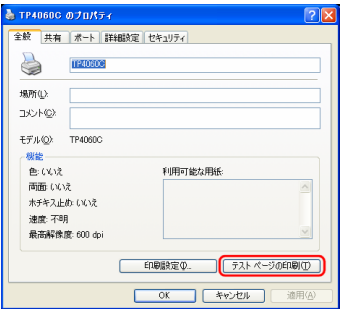 TP4060C のプロパティ
全般 共有 ポート 詳細設定 セキュリティ
TP4060C
場所(L):
コメント(C):
モデル(O): TP4060C
機能
色: いいえ 利用可能な用紙:
両面: いいえ
ホチキス止め: いいえ
速度: 不明
最高解像度: 600 dpi
印刷設定(I)... テスト ページの印刷(T)
OK キャンセル 適用(A)